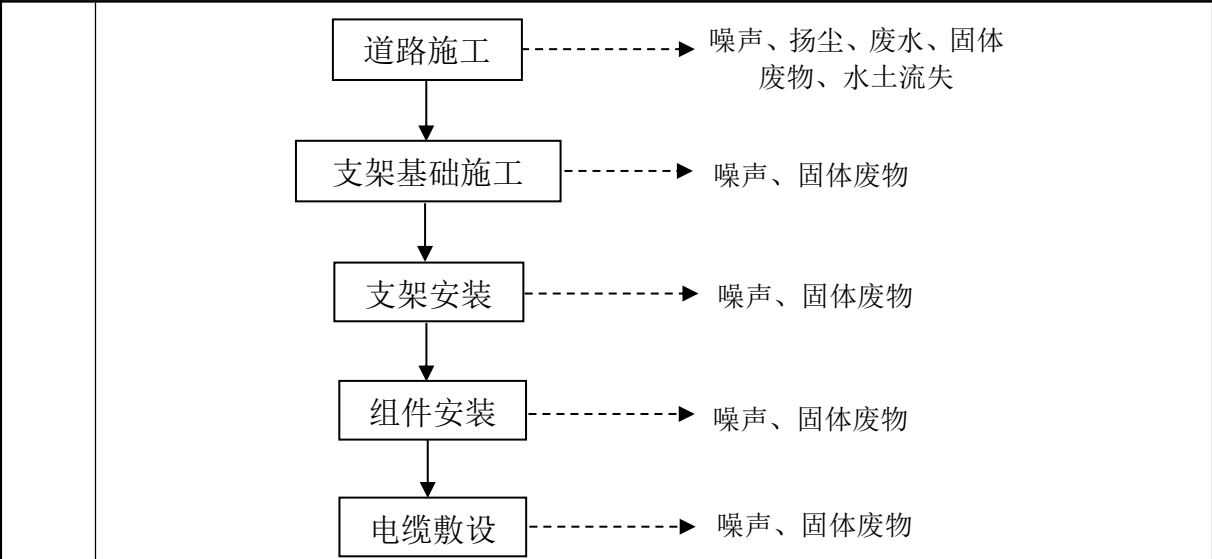 道路施工
噪声、扬尘、废水、固体
废物、水土流失
支架基础施工
噪声、固体废物
支架安装
噪声、固体废物
组件安装
噪声、固体废物
电缆敷设
噪声、固体废物